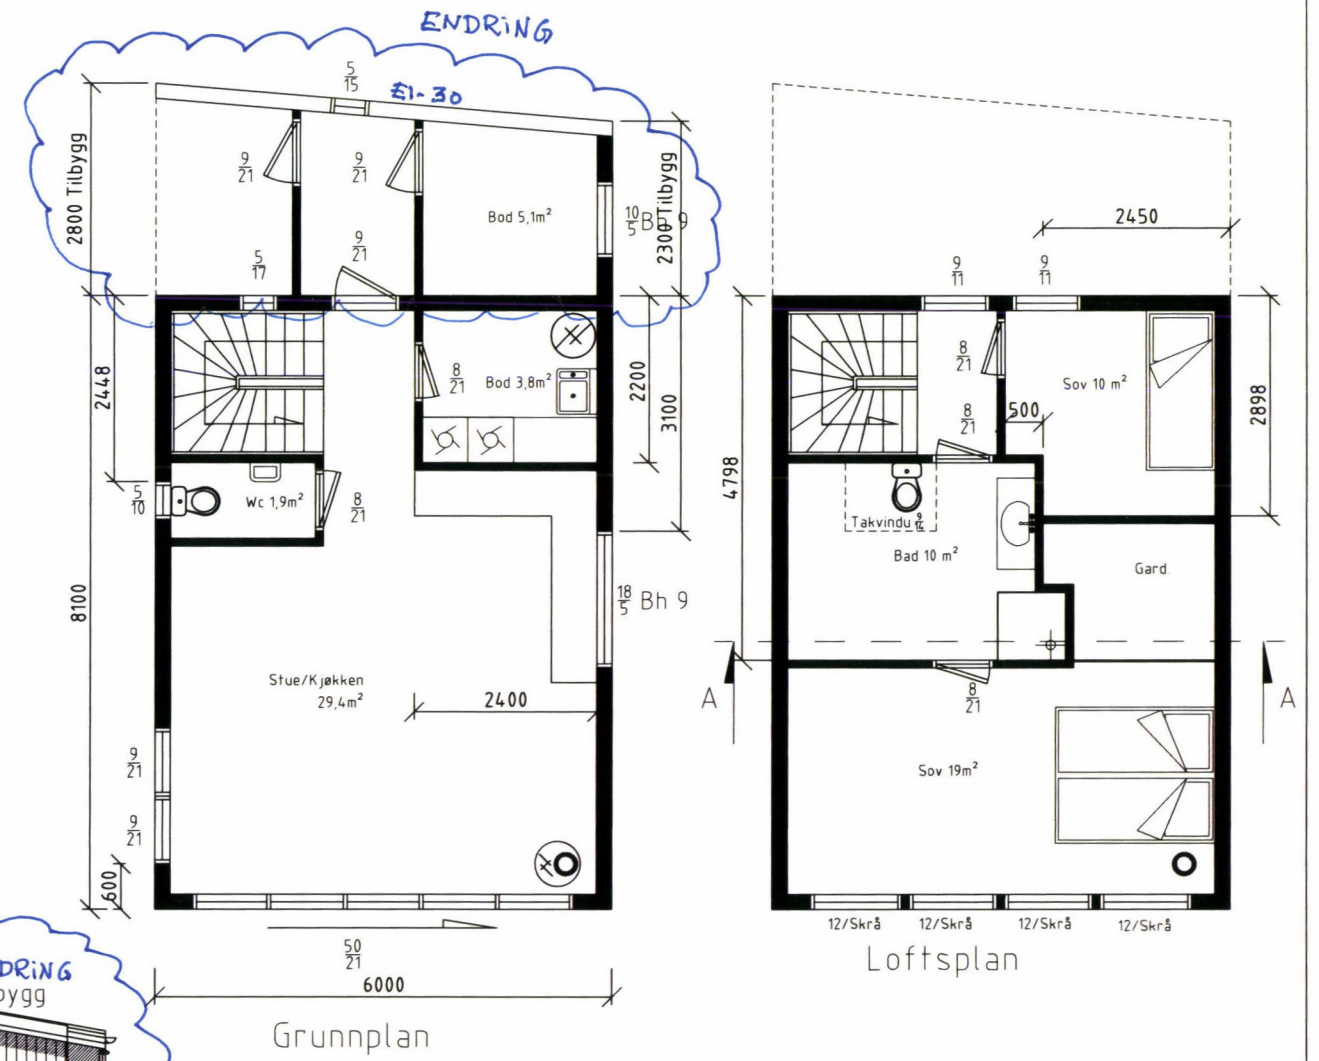 ENDRING
5/15
EI-30
2800 Tilbygg
9/21
9/21
Bod 5,1m²
10/5 Bh 9
2300 Tilbygg
9/21
5/17
2448
8/21
Bod 3,8m²
2200
3100
5/10
Wc 1,9m²
8/21
8100
18/5 Bh 9
Stue/Kjøkken
29,4m²
2400
9/21
9/21
600
50/21
6000
Grunnplan
2450
9/11
9/11
8/21
Sov 10 m²
500
8/21
2898
4798
Takvindu 9/14
Bad 10 m²
Gard.
A
A
8/21
Sov 19m²
12/Skrå
12/Skrå
12/Skrå
12/Skrå
Loftsplan
DRING
bygg